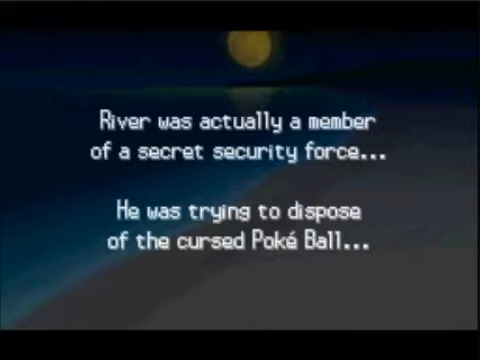 River was actually a member
of a secret security force...
He was trying to dispose
of the cursed Poké Ball...